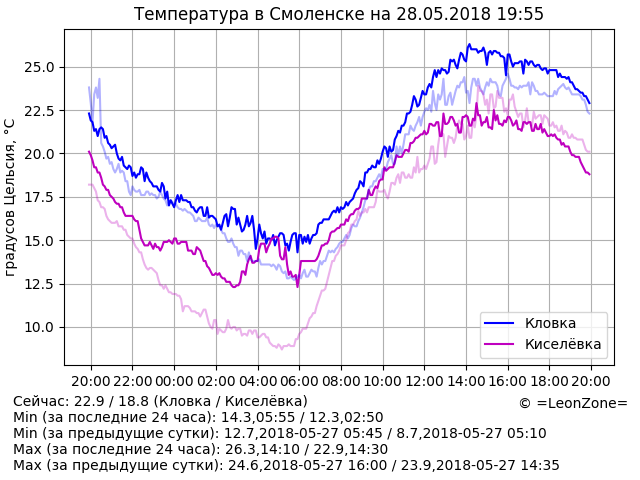 Температура в Смоленске на 28.05.2018 19:55
градусов Цельсия, °C
25.0
22.5
20.0
17.5
15.0
12.5
10.0
Кловка
Киселёвка
20:00 22:00 00:00 02:00 04:00 06:00 08:00 10:00 12:00 14:00 16:00 18:00 20:00
Сейчас: 22.9 / 18.8 (Кловка / Киселёвка)
© =LeonZone=
Min (за последние 24 часа): 14.3,05:55 / 12.3,02:50
Min (за предыдущие сутки): 12.7,2018-05-27 05:45 / 8.7,2018-05-27 05:10
Max (за последние 24 часа): 26.3,14:10 / 22.9,14:30
Max (за предыдущие сутки): 24.6,2018-05-27 16:00 / 23.9,2018-05-27 14:35